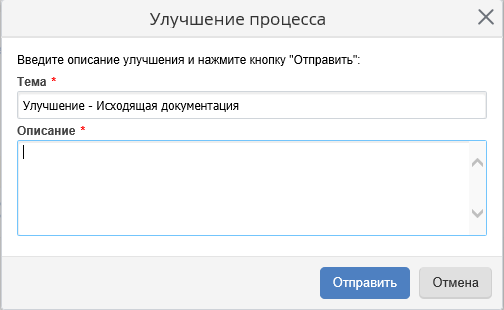 Улучшение процесса
Введите описание улучшения и нажмите кнопку "Отправить":
Тема *
Улучшение - Исходящая документация
Описание *
Отправить
Отмена